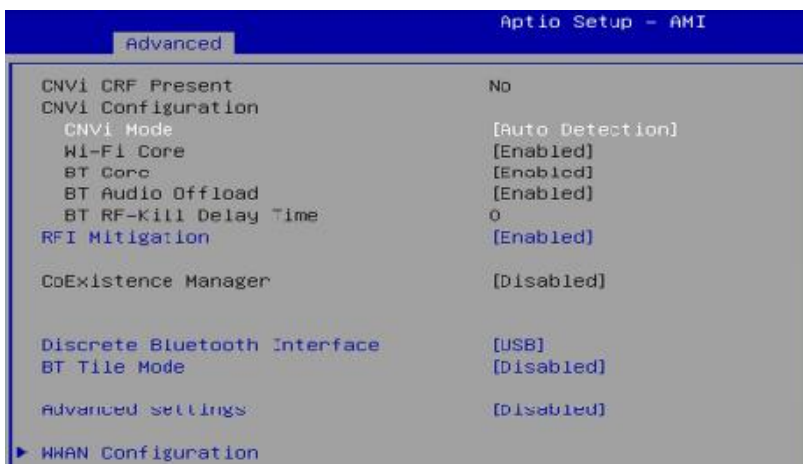 Aptio Setup - AMI
Advanced
CNVi CRF Present No
CNVi Configuration
CNVi Mode [Auto Detection]
Wi-Fi Core [Enabled]
BT Core [Enabled]
BT Audio Offload [Enabled]
BT RF-Kill Delay Time 0
RFI Mitigation [Enabled]
CoExistence Manager [Disabled]
Discrete Bluetooth Interface [USB]
BT Tile Mode [Disabled]
Advanced settings [Disabled]
WWAN Configuration